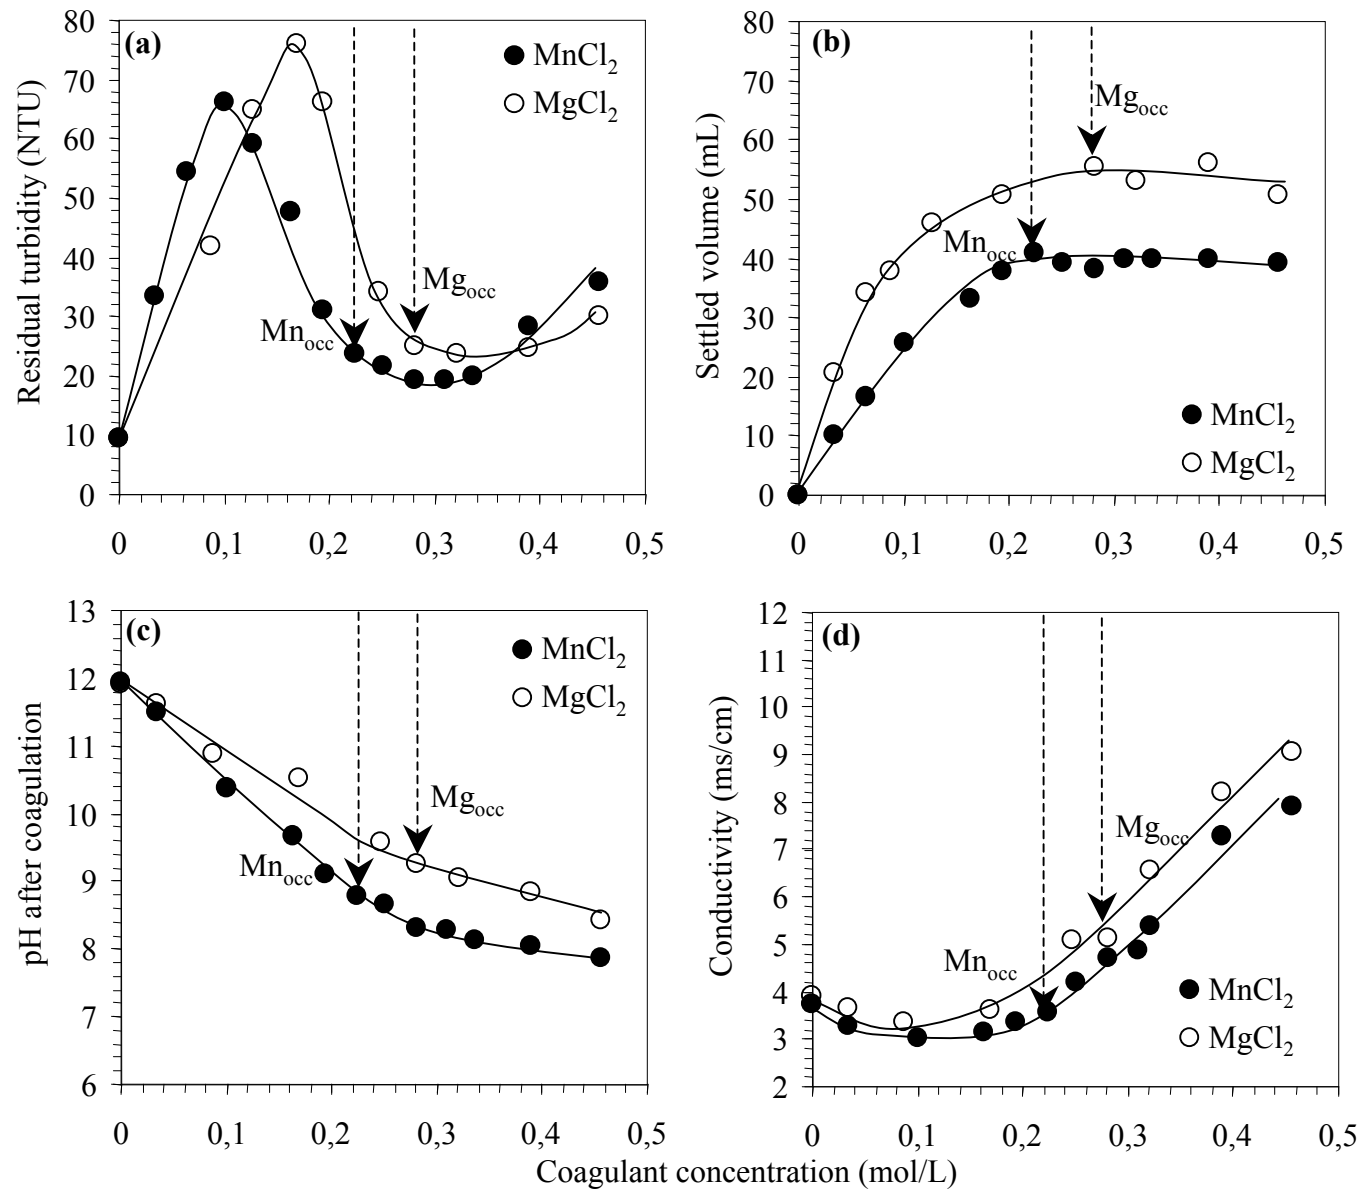 (a)
MnCl2
MgCl2
Mnocc
Mgocc
Residual turbidity (NTU)
80
70
60
50
40
30
20
10
0
0 0,1 0,2 0,3 0,4 0,5
(b)
Mgocc
Mnocc
MnCl2
MgCl2
Settled volume (mL)
80
70
60
50
40
30
20
10
0
0 0,1 0,2 0,3 0,4 0,5
(c)
MnCl2
MgCl2
Mgocc
Mnocc
pH after coagulation
13
12
11
10
9
8
7
6
0 0,1 0,2 0,3 0,4 0,5
(d)
Mgocc
Mnocc
MnCl2
MgCl2
Conductivity (ms/cm)
12
11
10
9
8
7
6
5
4
3
2
0 0,1 0,2 0,3 0,4 0,5
Coagulant concentration (mol/L)